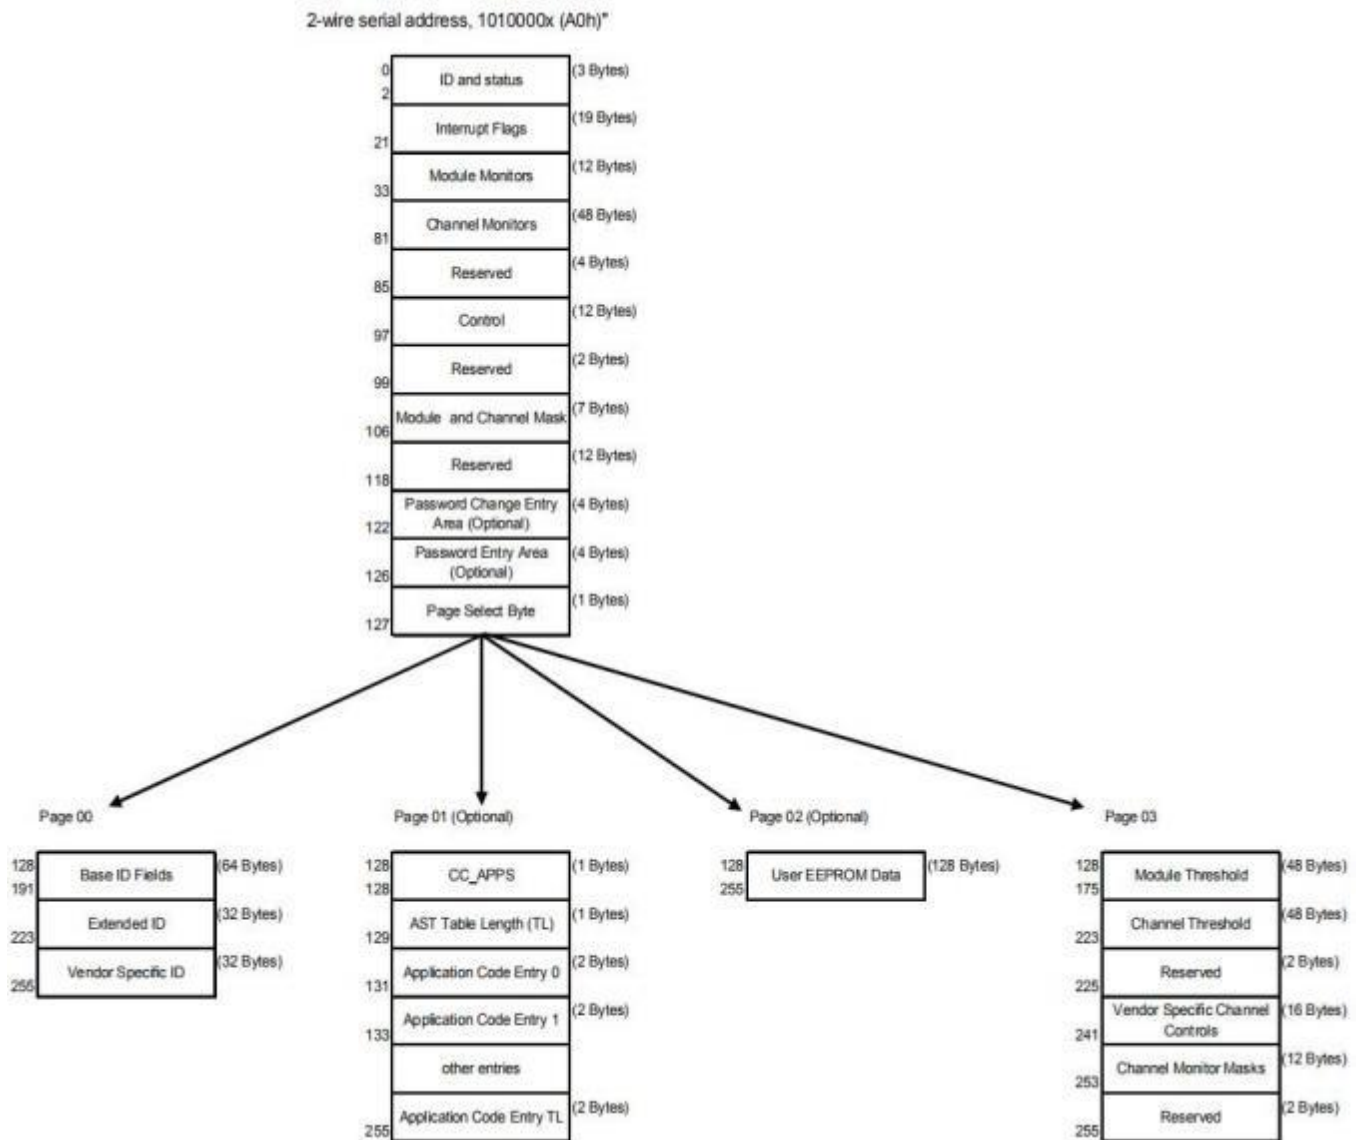 2-wire serial address, 1010000x (A0h)"
0 ID and status (3 Bytes)
2
Interrupt Flags (19 Bytes)
21
Module Monitors (12 Bytes)
33
Channel Monitors (48 Bytes)
81
Reserved (4 Bytes)
85
Control (12 Bytes)
97
Reserved (2 Bytes)
99
Module and Channel Mask (7 Bytes)
106
Reserved (12 Bytes)
118
Password Change Entry (4 Bytes)
122 Area (Optional)
Password Entry Area (4 Bytes)
126 (Optional)
Page Select Byte (1 Bytes)
127
Page 00
128 Base ID Fields (64 Bytes)
191
Extended ID (32 Bytes)
223
Vendor Specific ID (32 Bytes)
255
Page 01 (Optional)
128 CC_APPS (1 Bytes)
128
AST Table Length (TL) (1 Bytes)
129
Application Code Entry 0 (2 Bytes)
131
Application Code Entry 1 (2 Bytes)
133
other entries
Application Code Entry TL (2 Bytes)
255
Page 02 (Optional)
128 User EEPROM Data (128 Bytes)
255
Page 03
128 Module Threshold (48 Bytes)
175
Channel Threshold (48 Bytes)
223
Reserved (2 Bytes)
225
Vendor Specific Channel (16 Bytes)
241 Controls
Channel Monitor Masks (12 Bytes)
253
Reserved (2 Bytes)
255